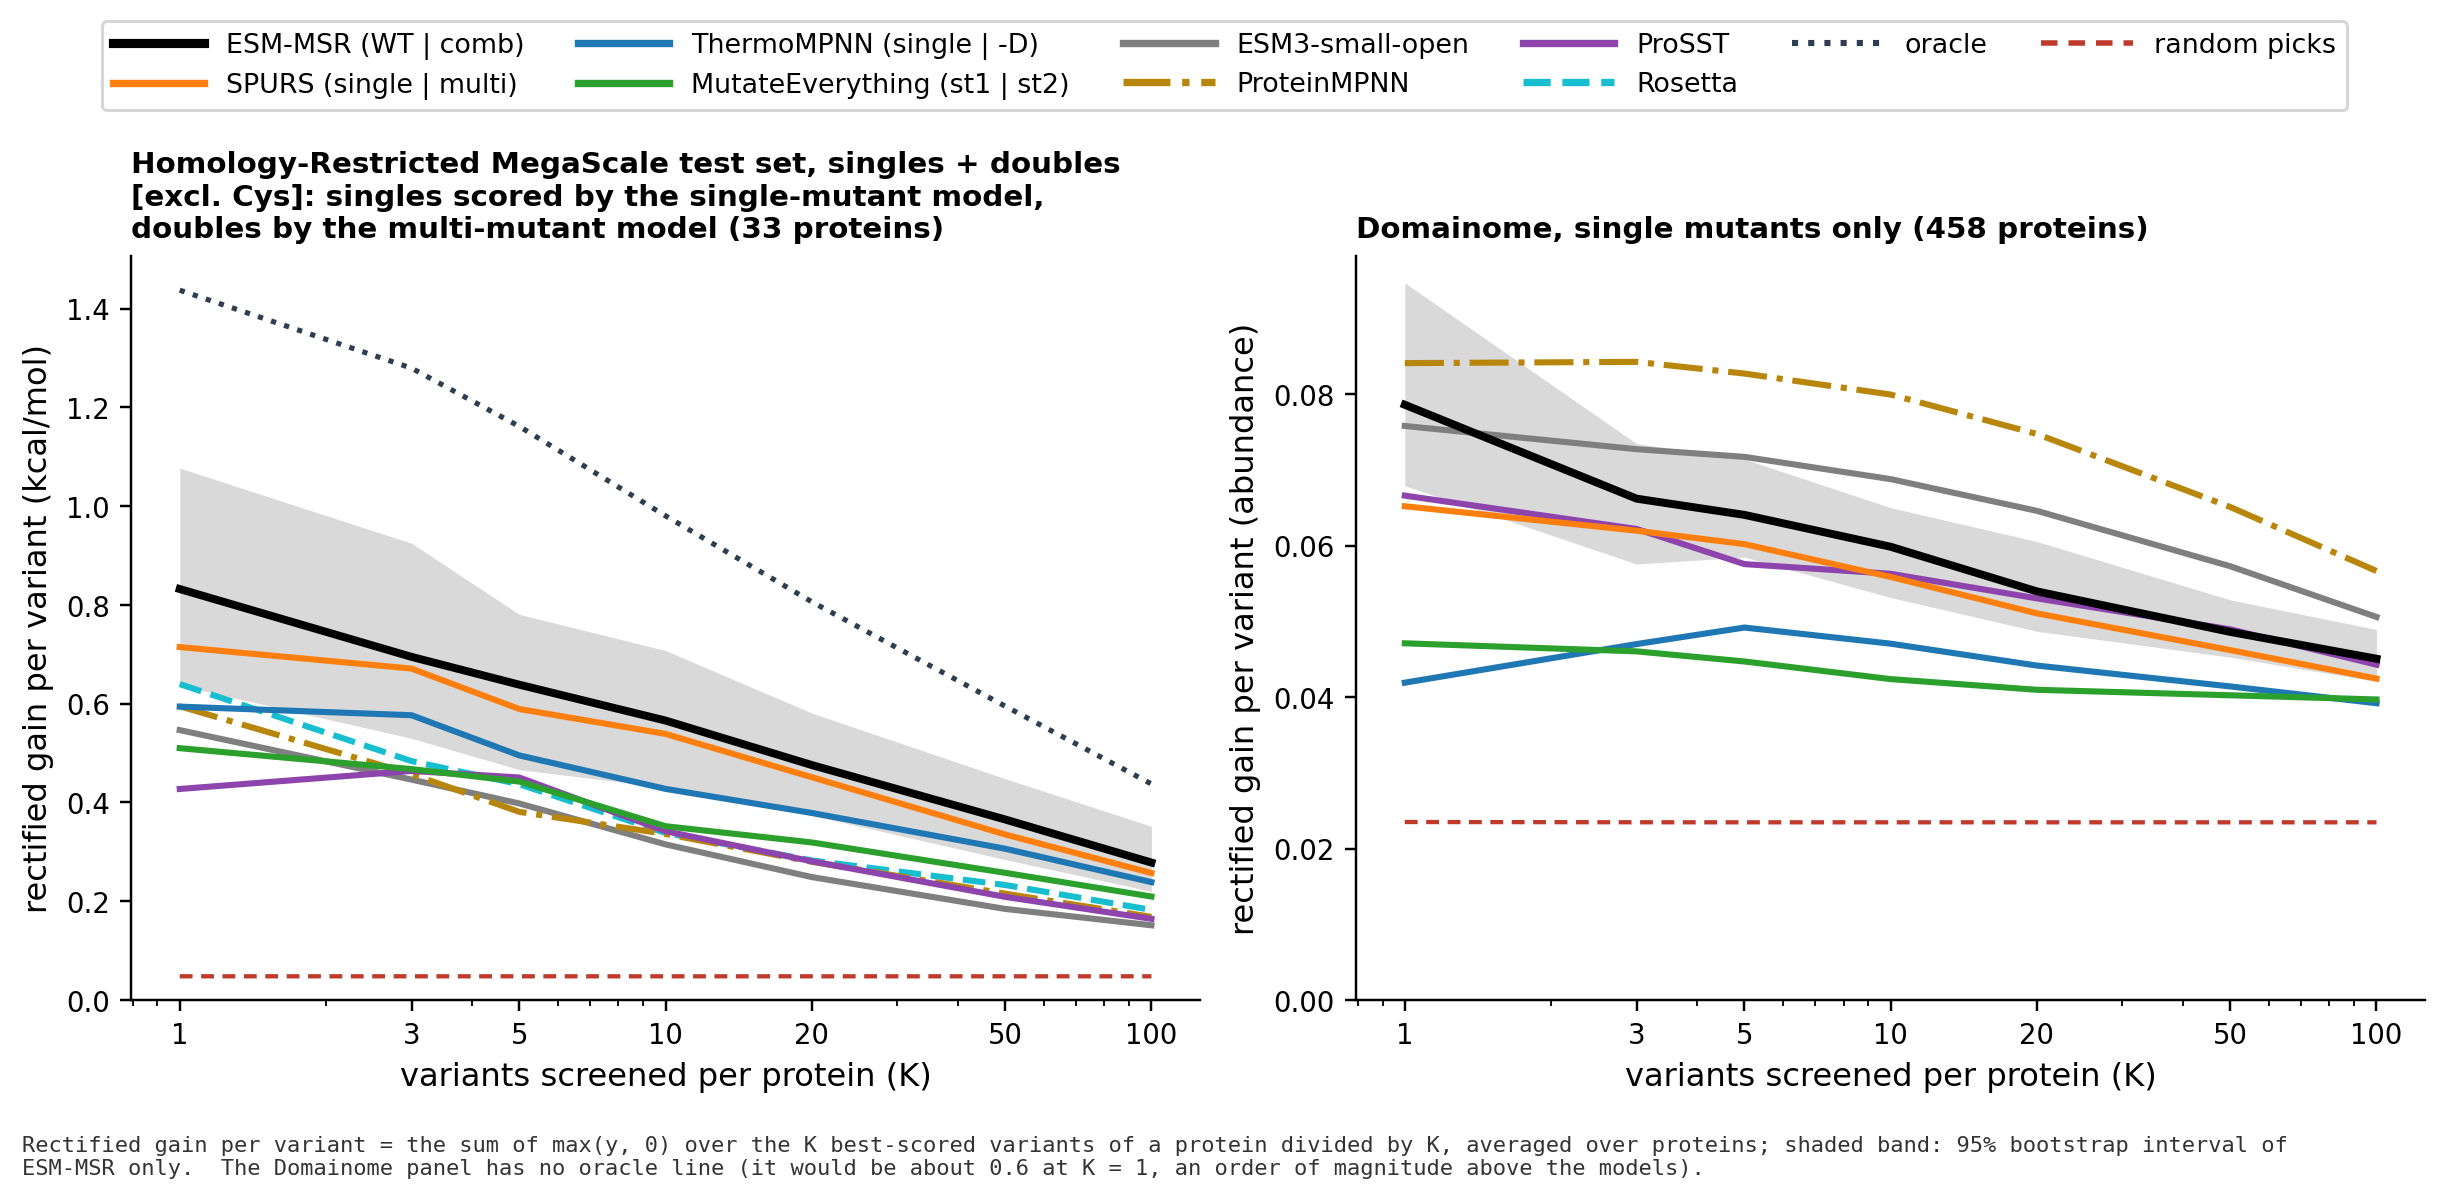 ESM-MSR (WT | comb)
SPURS (single | multi)
ThermoMPNN (single | -D)
MutateEverything (st1 | st2)
ESM3-small-open
ProteinMPNN
ProSST
Rosetta
oracle
random picks
Homology-Restricted MegaScale test set, singles + doubles
[excl. Cys]: singles scored by the single-mutant model,
doubles by the multi-mutant model (33 proteins)
rectified gain per variant (kcal/mol)
1.4
1.2
1.0
0.8
0.6
0.4
0.2
0.0
1 3 5 10 20 50 100
variants screened per protein (K)
Domainome, single mutants only (458 proteins)
rectified gain per variant (abundance)
0.08
0.06
0.04
0.02
0.00
1 3 5 10 20 50 100
variants screened per protein (K)
Rectified gain per variant = the sum of max(y, 0) over the K best-scored variants of a protein divided by K, averaged over proteins; shaded band: 95% bootstrap interval of
ESM-MSR only.  The Domainome panel has no oracle line (it would be about 0.6 at K = 1, an order of magnitude above the models).